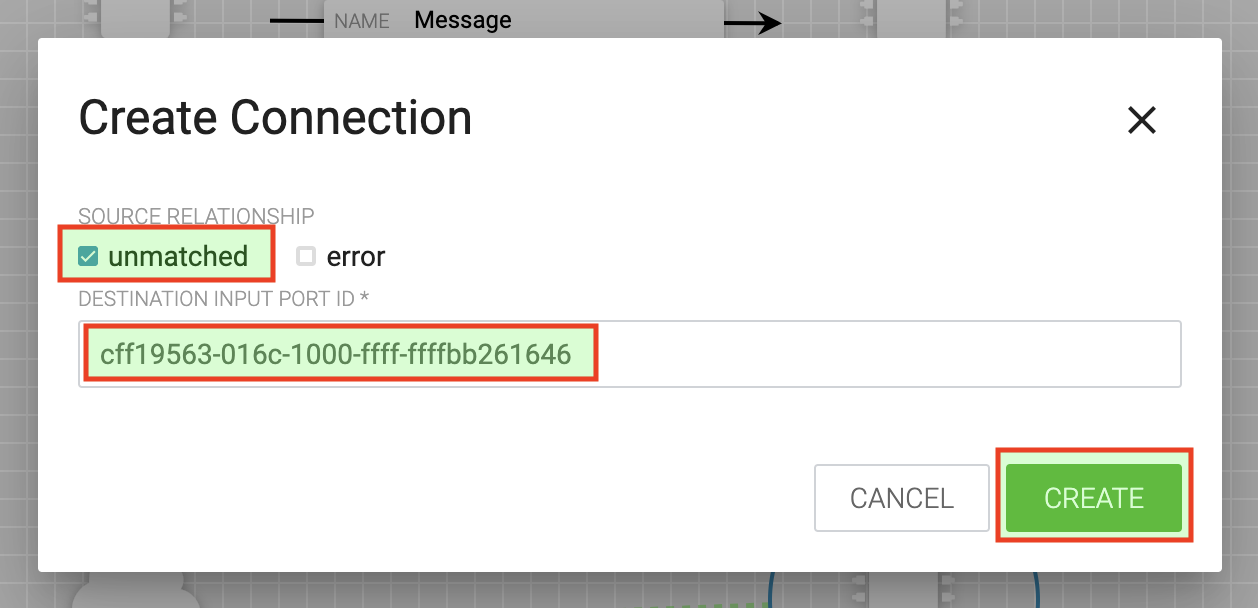 NAME Message
Create Connection
SOURCE RELATIONSHIP
unmatched error
DESTINATION INPUT PORT ID *
cff19563-016c-1000-ffff-ffffbb261646
CANCEL CREATE